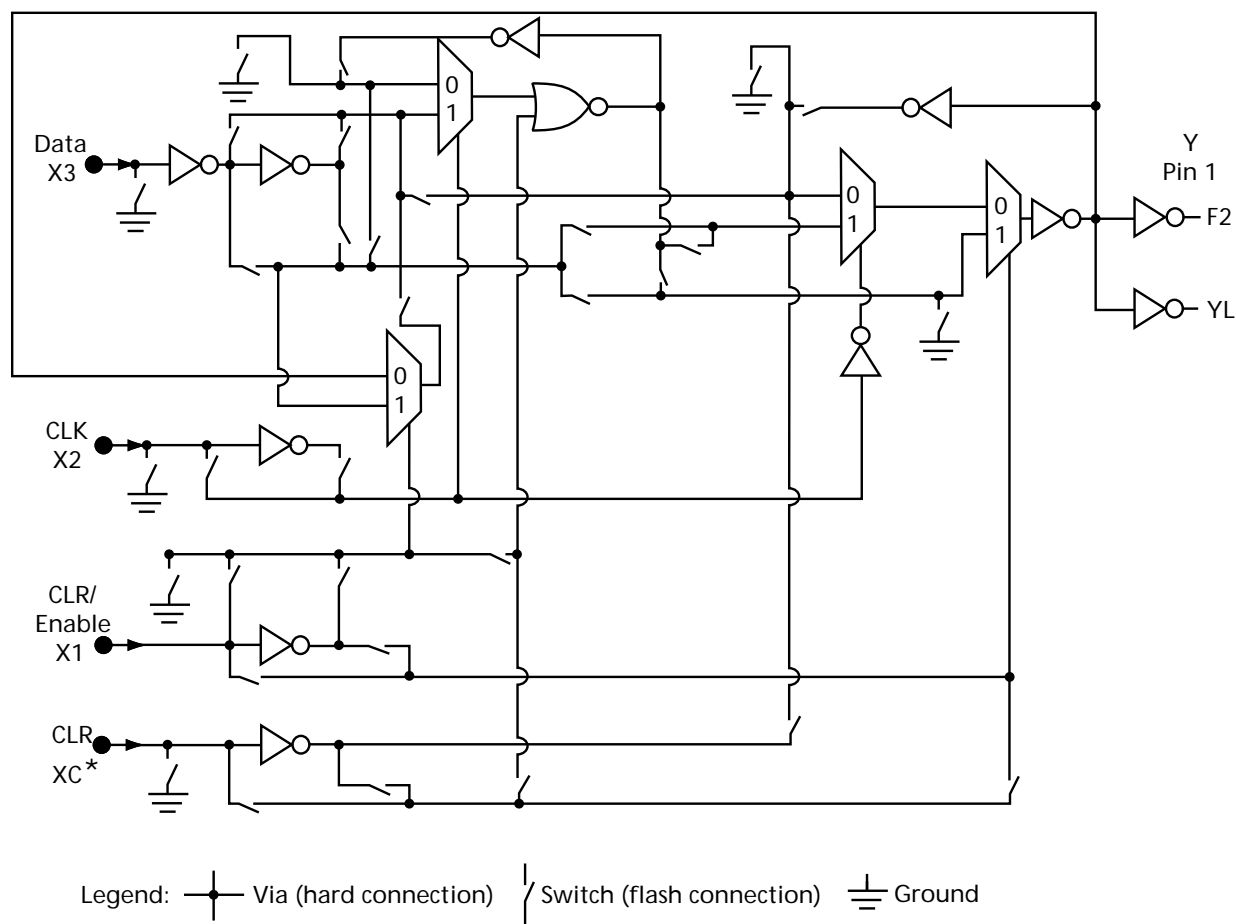 0
1
Data
X3
0
1
0
1
Y
Pin 1
F2
YL
0
1
CLK
X2
CLR/
Enable
X1
CLR
XC*
Legend: Via (hard connection) Switch (flash connection) Ground